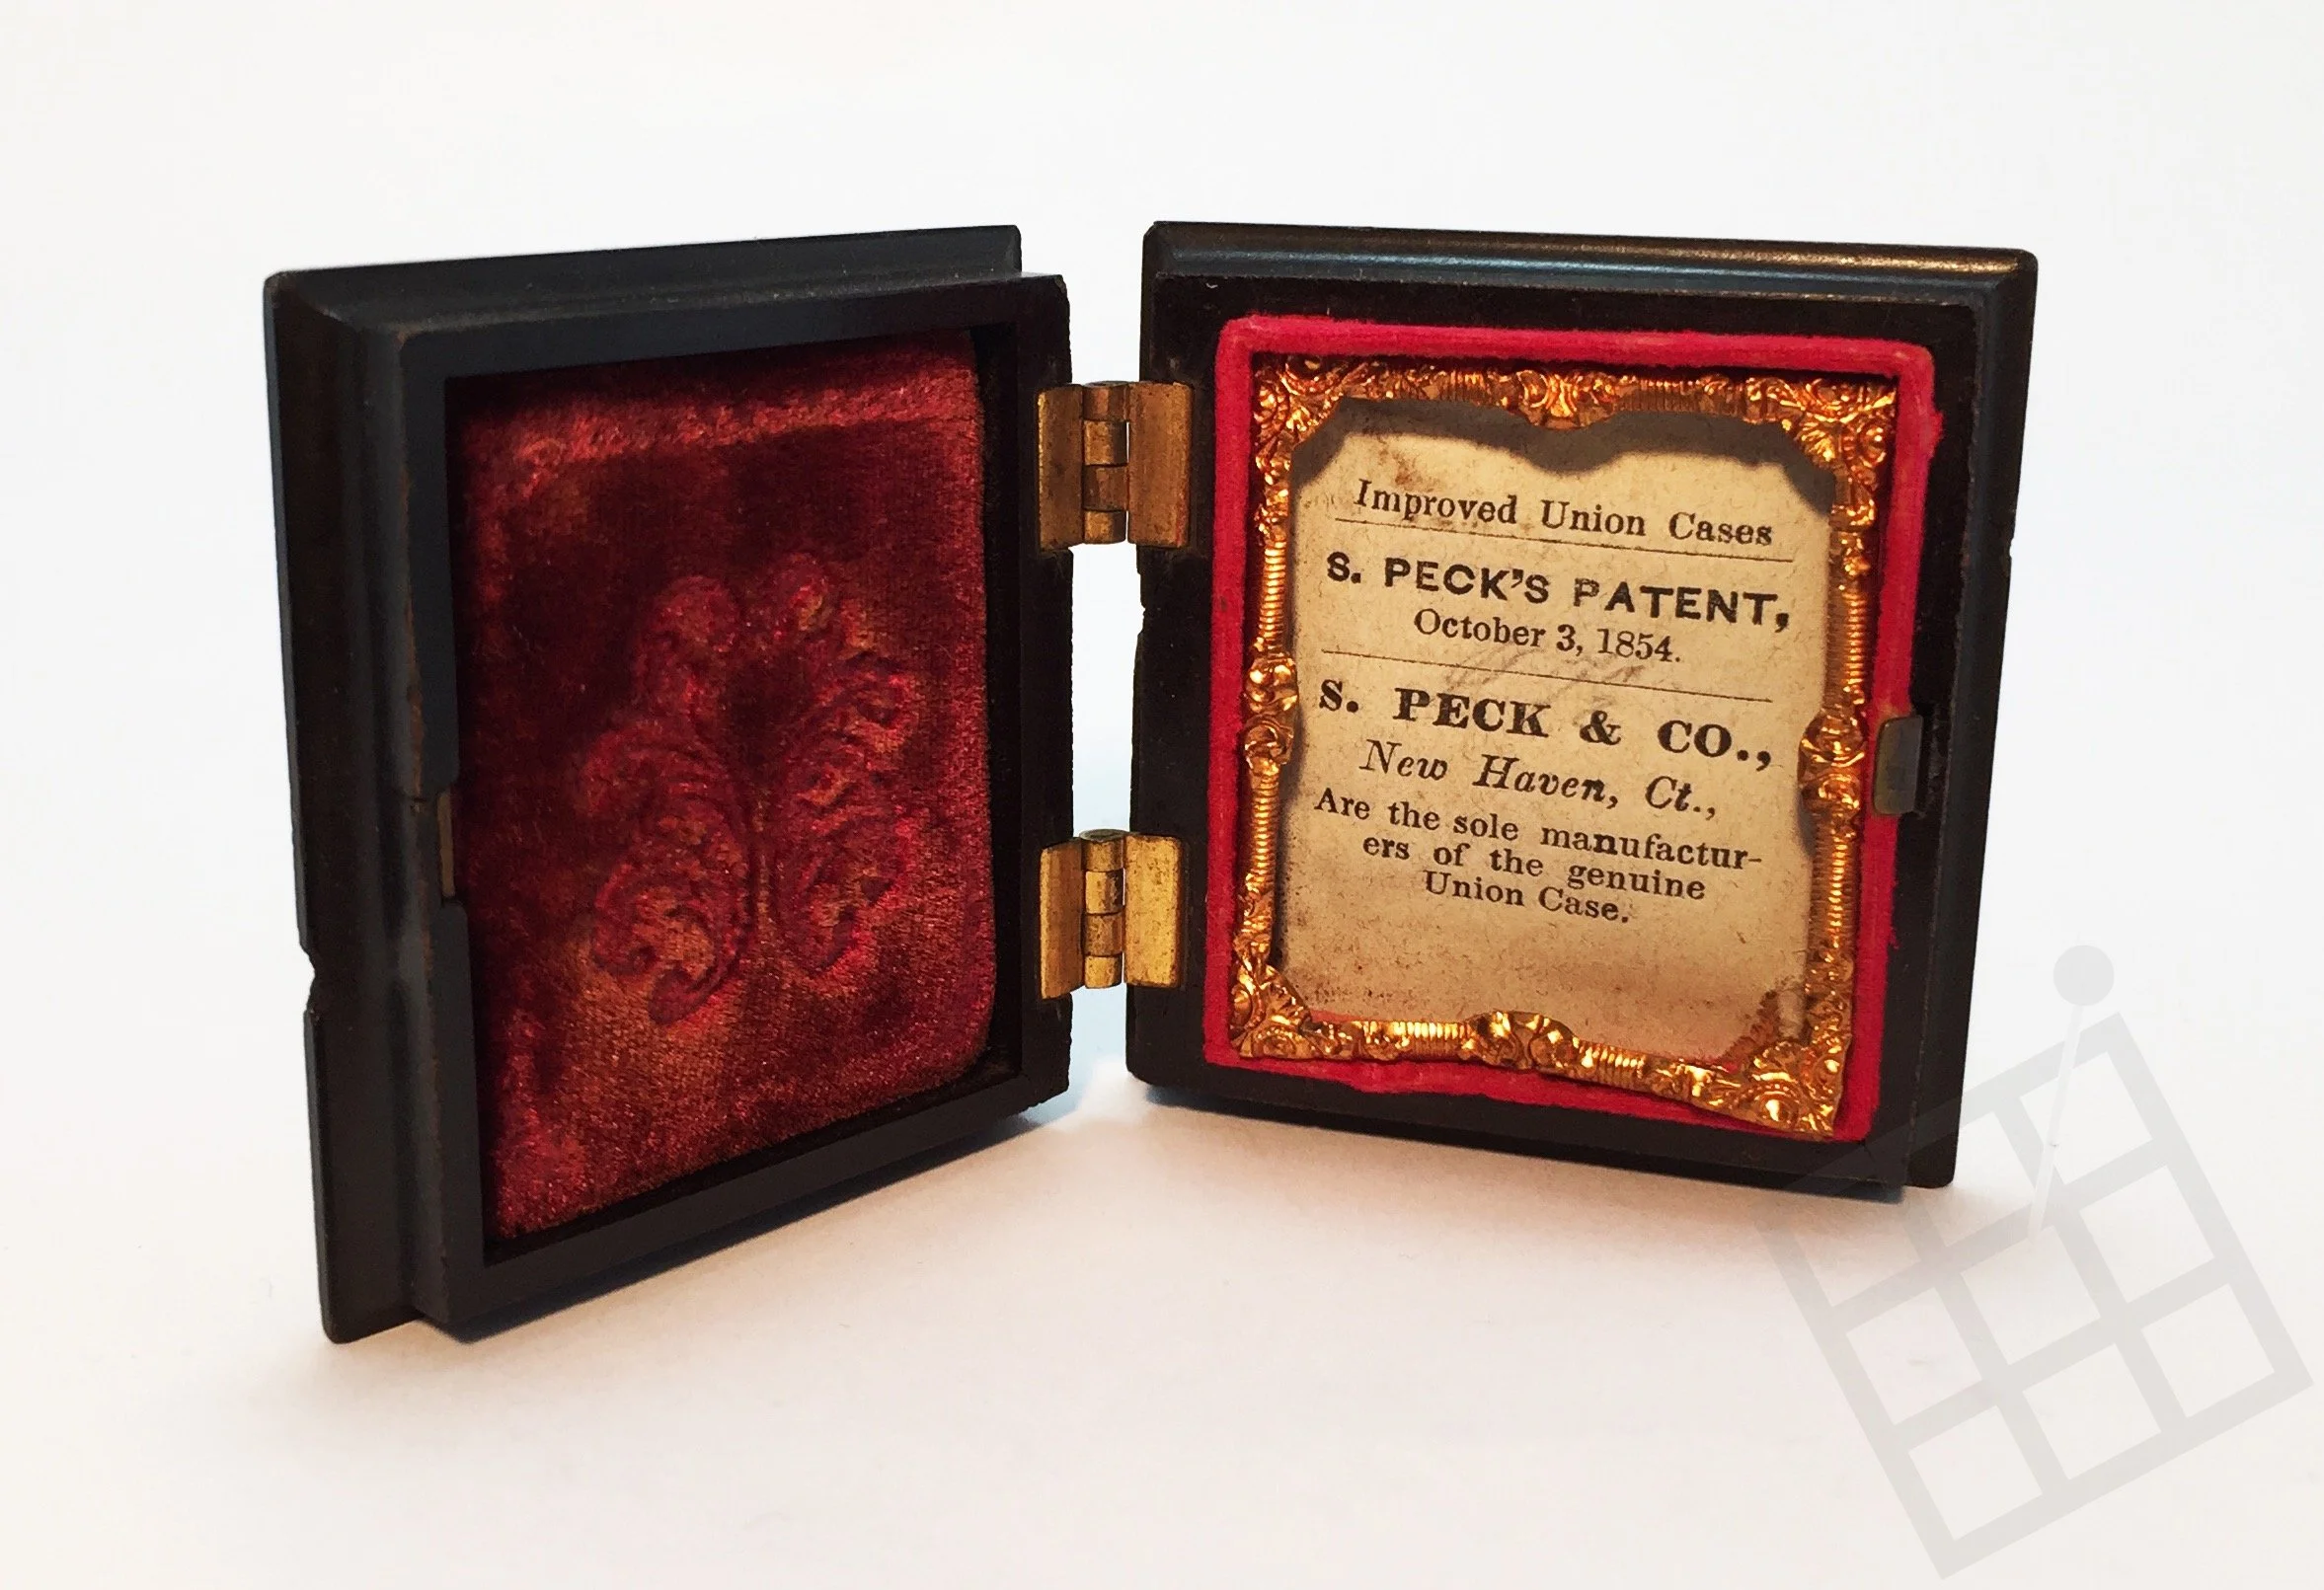 Improved Union Cases
S. PECK'S PATENT,
October 3, 1854.
S. PECK & CO.,
New Haven, Ct.,
Are the sole manufactur-
ers of the genuine
Union Case.